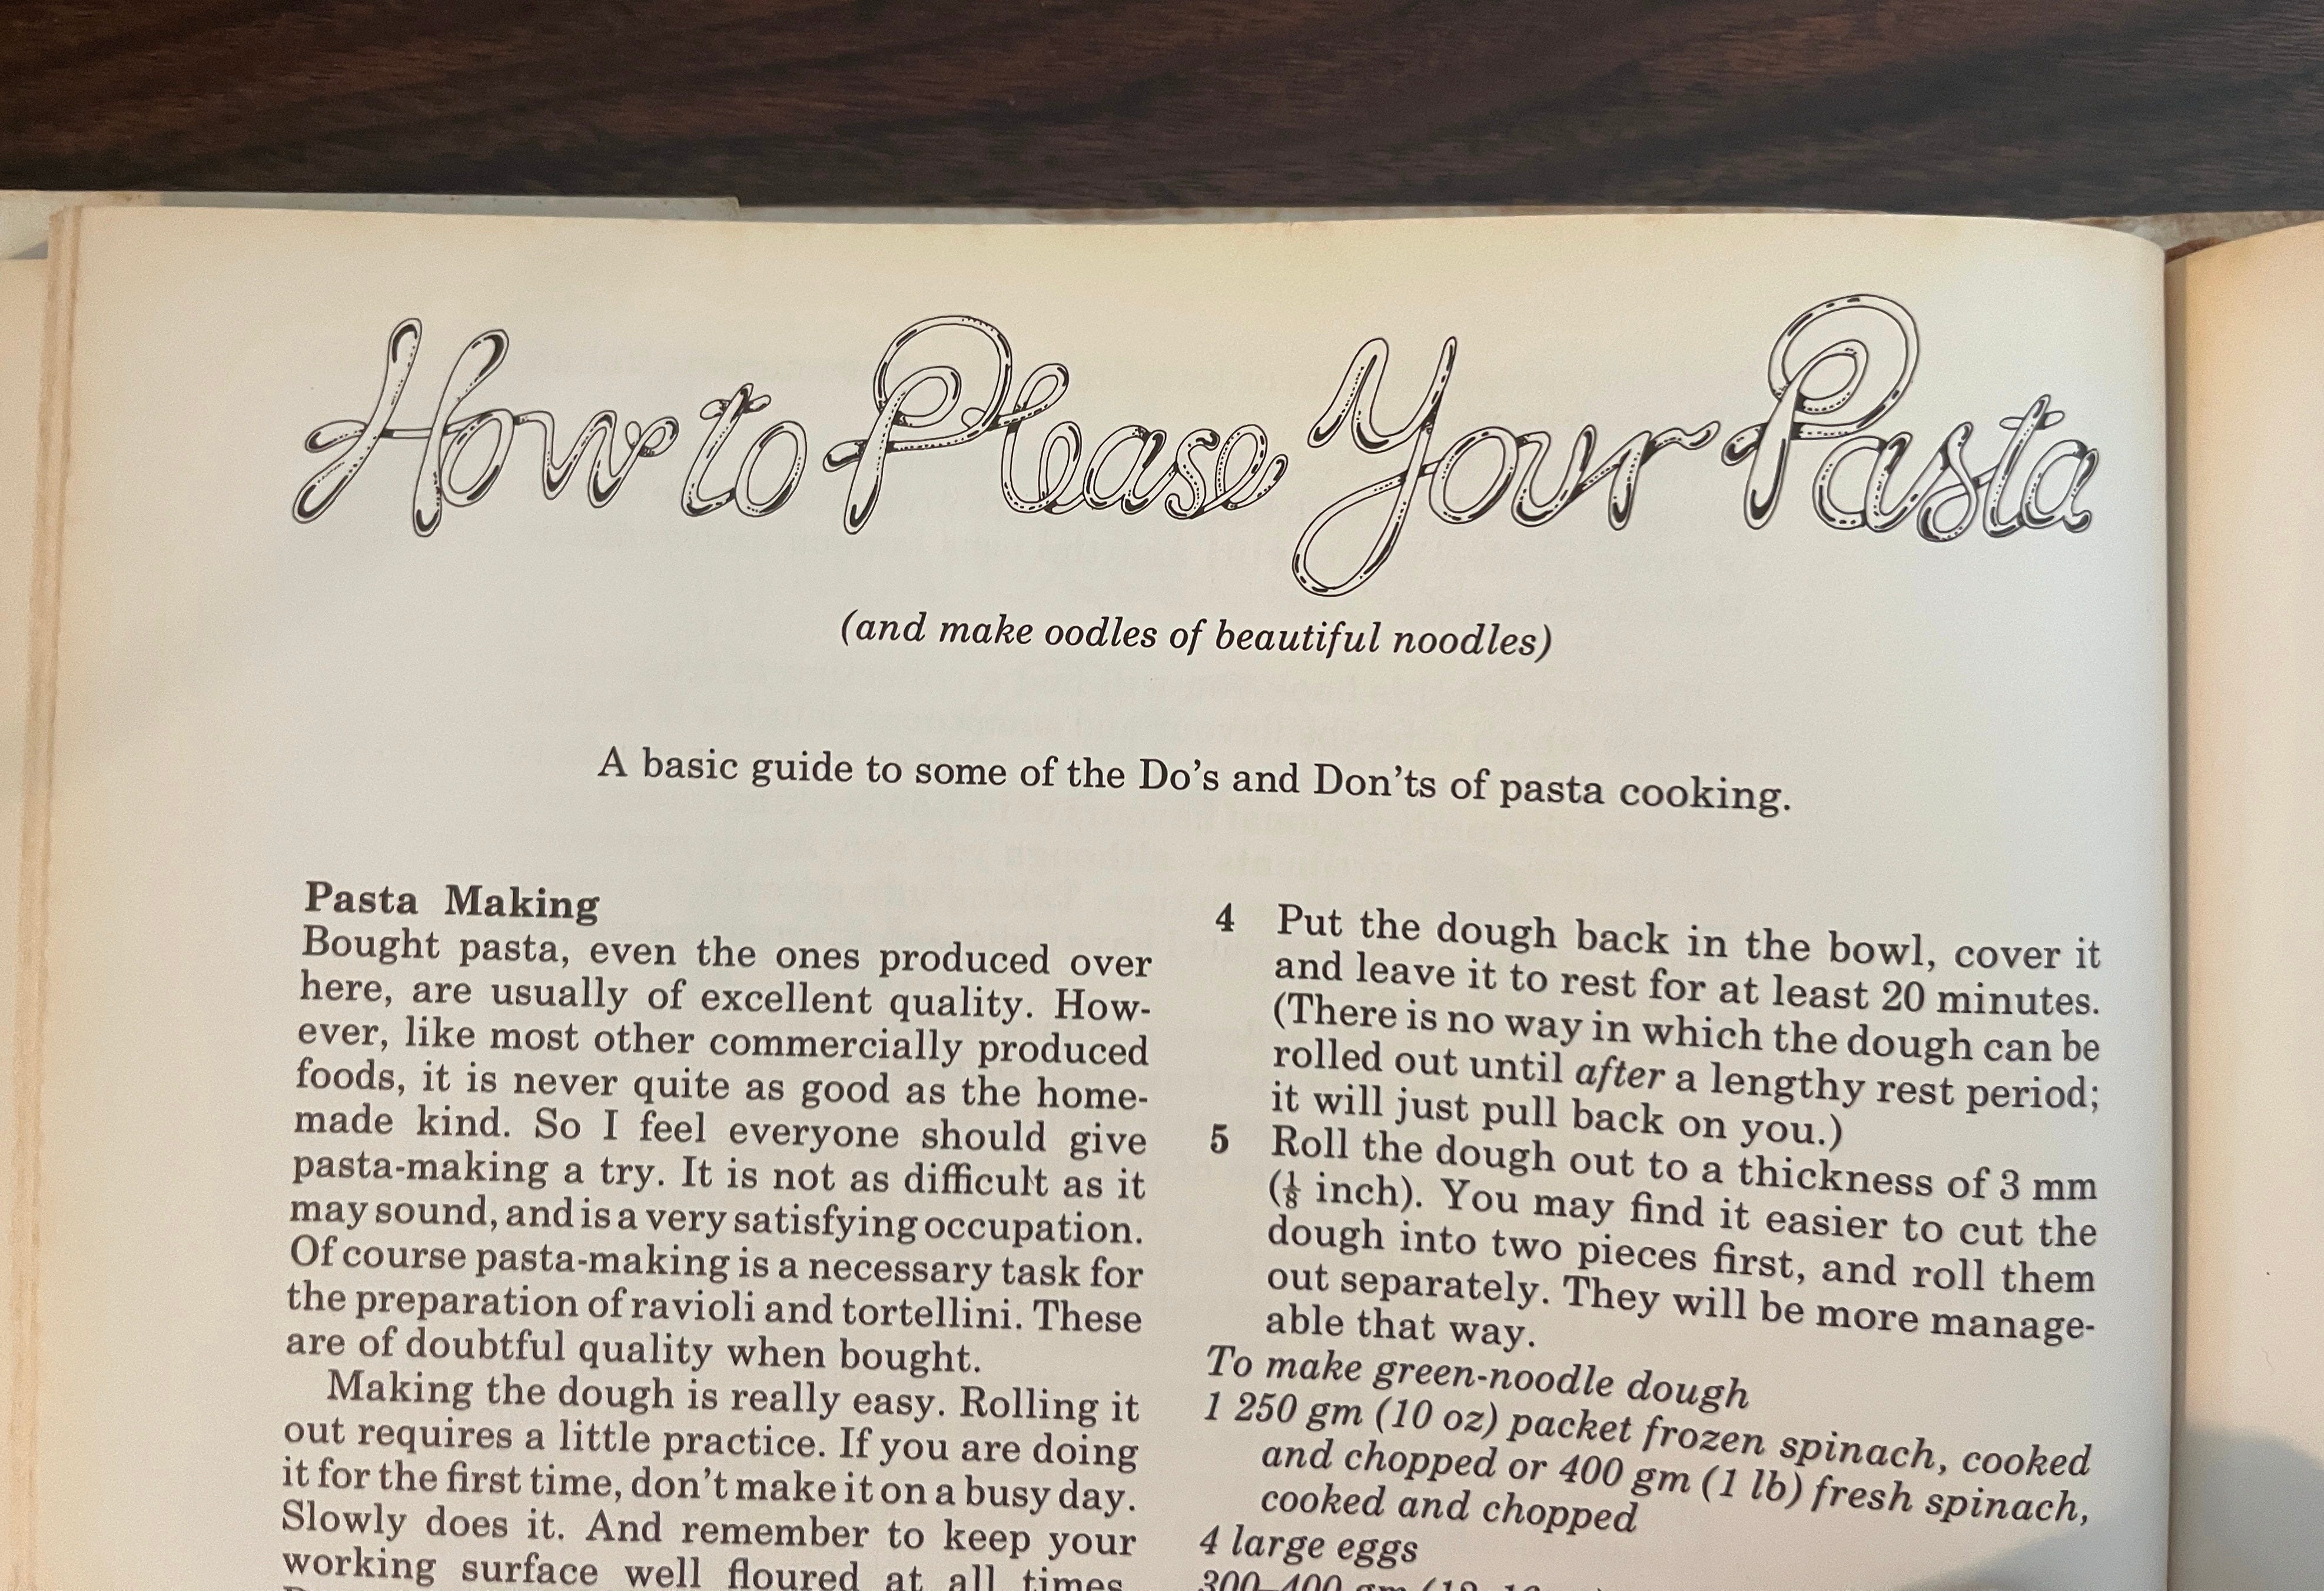 How to Please Your Pasta
(and make oodles of beautiful noodles)
A basic guide to some of the Do's and Don'ts of pasta cooking.
Pasta Making
Bought pasta, even the ones produced over
here, are usually of excellent quality. How-
ever, like most other commercially produced
foods, it is never quite as good as the home-
made kind. So I feel everyone should give
pasta-making a try. It is not as difficult as it
may sound, and is a very satisfying occupation.
Of course pasta-making is a necessary task for
the preparation of ravioli and tortellini. These
are of doubtful quality when bought.
Making the dough is really easy. Rolling it
out requires a little practice. If you are doing
it for the first time, don't make it on a busy day.
Slowly does it. And remember to keep your
working surface well floured at all times.
4 Put the dough back in the bowl, cover it
and leave it to rest for at least 20 minutes.
(There is no way in which the dough can be
rolled out until after a lengthy rest period;
it will just pull back on you.)
5 Roll the dough out to a thickness of 3 mm
(⅛ inch). You may find it easier to cut the
dough into two pieces first, and roll them
out separately. They will be more manage-
able that way.
To make green-noodle dough
1 250 gm (10 oz) packet frozen spinach, cooked
and chopped or 400 gm (1 lb) fresh spinach,
cooked and chopped
4 large eggs
300–400 gm